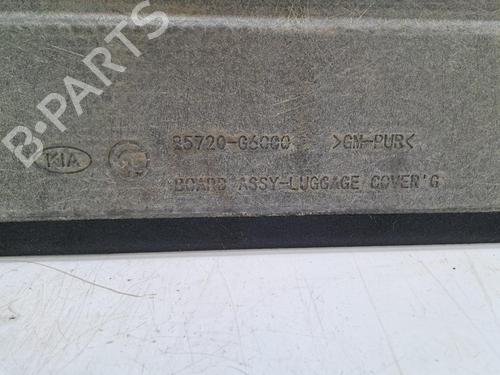 B-PARTS
KIA 85720-G6000 >GM-PUR<
BOARD ASSY-LUGGAGE COVER'G